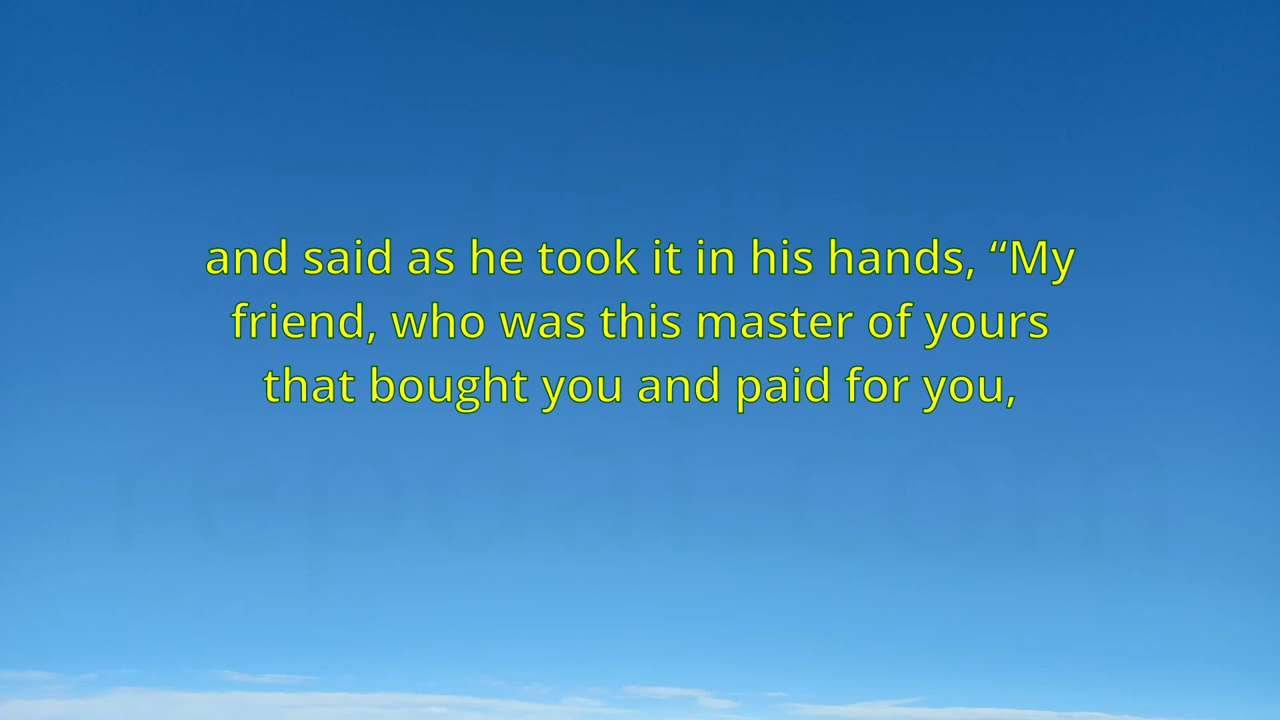 and said as he took it in his hands, “My
friend, who was this master of yours
that bought you and paid for you,